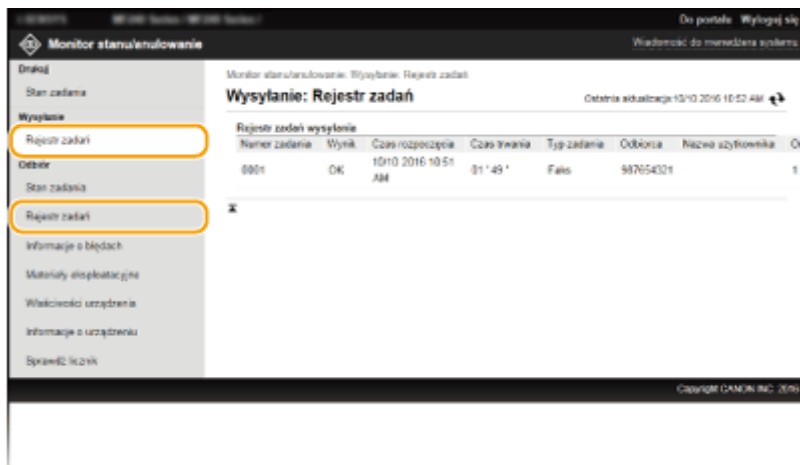 Do portalu Wyloguj się
Monitor stanu/anulowanie
Wiadomość do menedżera systemu
Drukuj
Stan zadania
Wysyłanie
Rejestr zadań
Odbiór
Stan zadania
Rejestr zadań
Informacje o błędach
Materiały eksploatacyjne
Właściwości urządzenia
Informacje o urządzeniu
Sprawdź licznik
Monitor stanu/anulowanie: Wysyłanie: Rejestr zadań
Wysyłanie: Rejestr zadań
Ostatnia aktualizacja:10/10 2016 10:52 AM
Rejestr zadań wysyłania
Numer zadania Wynik Czas rozpoczęcia Czas trwania Typ zadania Odbiorca Nazwa użytkownika
0001 OK 10/10 2016 10:51 AM 01 ' 49 " Faks 987654321 1
Copyright CANON INC. 2016